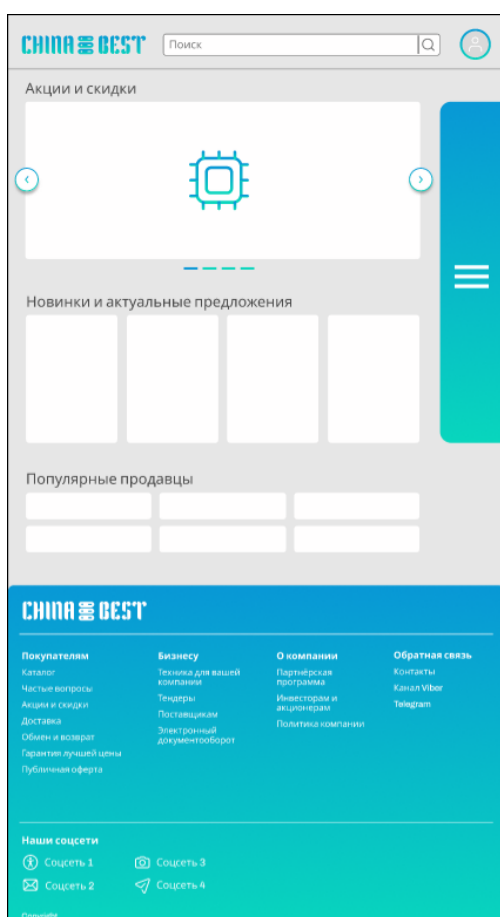 CHINA BEST
Поиск
Акции и скидки
Новинки и актуальные предложения
Популярные продавцы
CHINA BEST
Покупателям
Каталог
Частые вопросы
Акции и скидки
Доставка
Обмен и возврат
Гарантия лучшей цены
Публичная оферта
Бизнесу
Техника для вашей
компании
Тендеры
Поставщикам
Электронный
документооборот
О компании
Партнёрская
программа
Инвесторам и
акционерам
Политика компании
Обратная связь
Контакты
Канал Viber
Telegram
Наши соцсети
Соцсеть 1
Соцсеть 3
Соцсеть 2
Соцсеть 4
Copyright